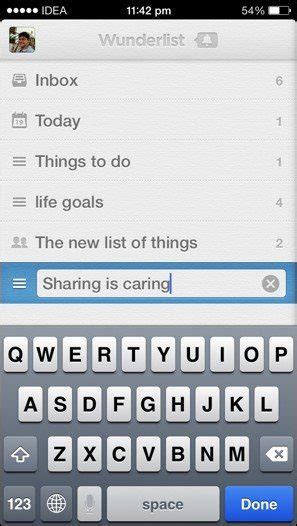 IDEA 11:42 pm 54%
Wunderlist
Inbox 6
19 Today 1
Things to do 1
life goals 4
The new list of things 2
Sharing is caring
Q W E R T Y U I O P
A S D F G H J K L
Z X C V B N M
123 space Done